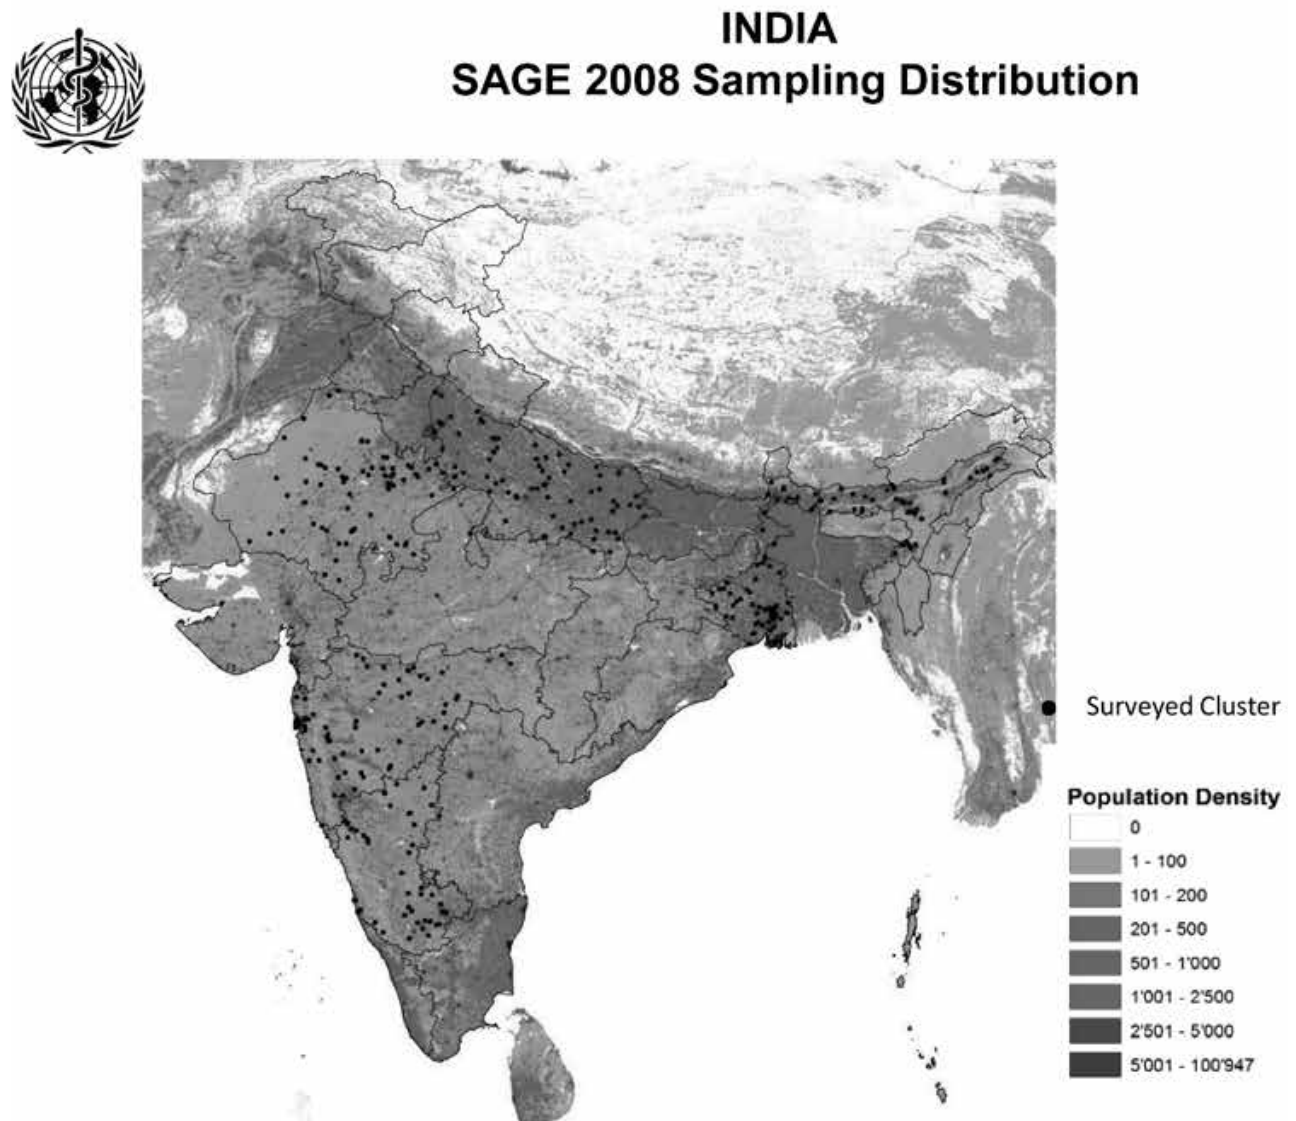 INDIA
SAGE 2008 Sampling Distribution
Surveyed Cluster
Population Density
0
1 - 100
101 - 200
201 - 500
501 - 1'000
1'001 - 2'500
2'501 - 5'000
5'001 - 100'947